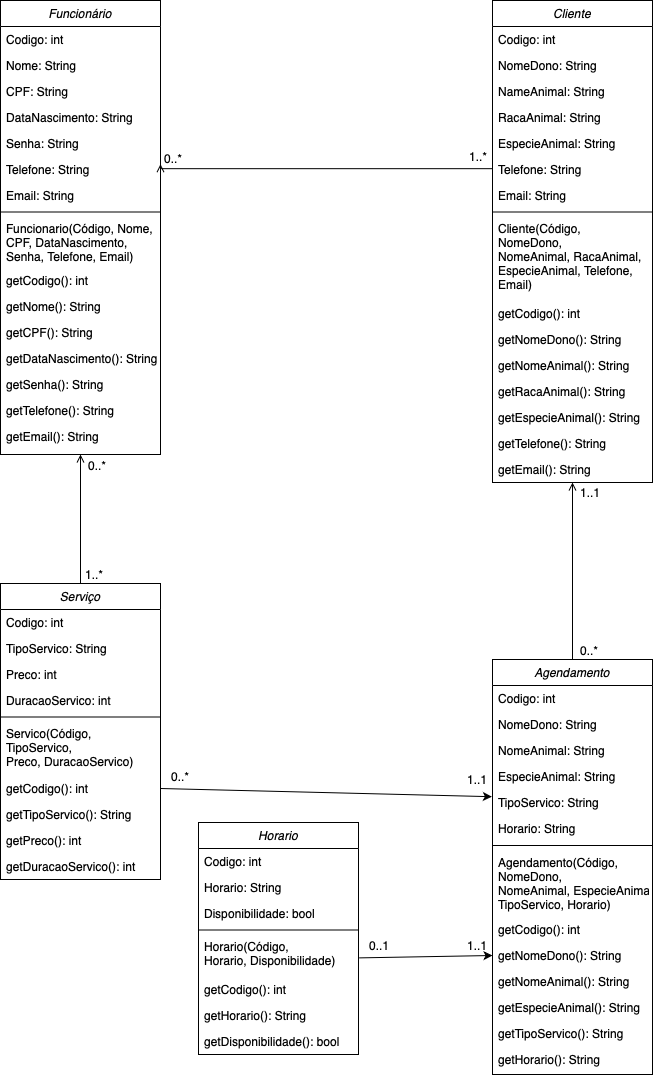 Funcionário
Codigo: int
Nome: String
CPF: String
DataNascimento: String
Senha: String
Telefone: String
Email: String
Funcionario(Código, Nome,
CPF, DataNascimento,
Senha, Telefone, Email)
getCodigo(): int
getNome(): String
getCPF(): String
getDataNascimento(): String
getSenha(): String
getTelefone(): String
getEmail(): String
0..*
1..*
Cliente
Codigo: int
NomeDono: String
NameAnimal: String
RacaAnimal: String
EspecieAnimal: String
Telefone: String
Email: String
Cliente(Código,
NomeDono,
NomeAnimal, RacaAnimal,
EspecieAnimal, Telefone,
Email)
getCodigo(): int
getNomeDono(): String
getNomeAnimal(): String
getRacaAnimal(): String
getEspecieAnimal(): String
getTelefone(): String
getEmail(): String
0..*
1..*
1..1
0..*
Serviço
Codigo: int
TipoServico: String
Preco: int
DuracaoServico: int
Servico(Código,
TipoServico,
Preco, DuracaoServico)
getCodigo(): int
getTipoServico(): String
getPreco(): int
getDuracaoServico(): int
0..*
1..1
Horario
Codigo: int
Horario: String
Disponibilidade: bool
Horario(Código,
Horario, Disponibilidade)
getCodigo(): int
getHorario(): String
getDisponibilidade(): bool
0..1
1..1
Agendamento
Codigo: int
NomeDono: String
NomeAnimal: String
EspecieAnimal: String
TipoServico: String
Horario: String
Agendamento(Código,
NomeDono,
NomeAnimal, EspecieAnima
TipoServico, Horario)
getCodigo(): int
getNomeDono(): String
getNomeAnimal(): String
getEspecieAnimal(): String
getTipoServico(): String
getHorario(): String